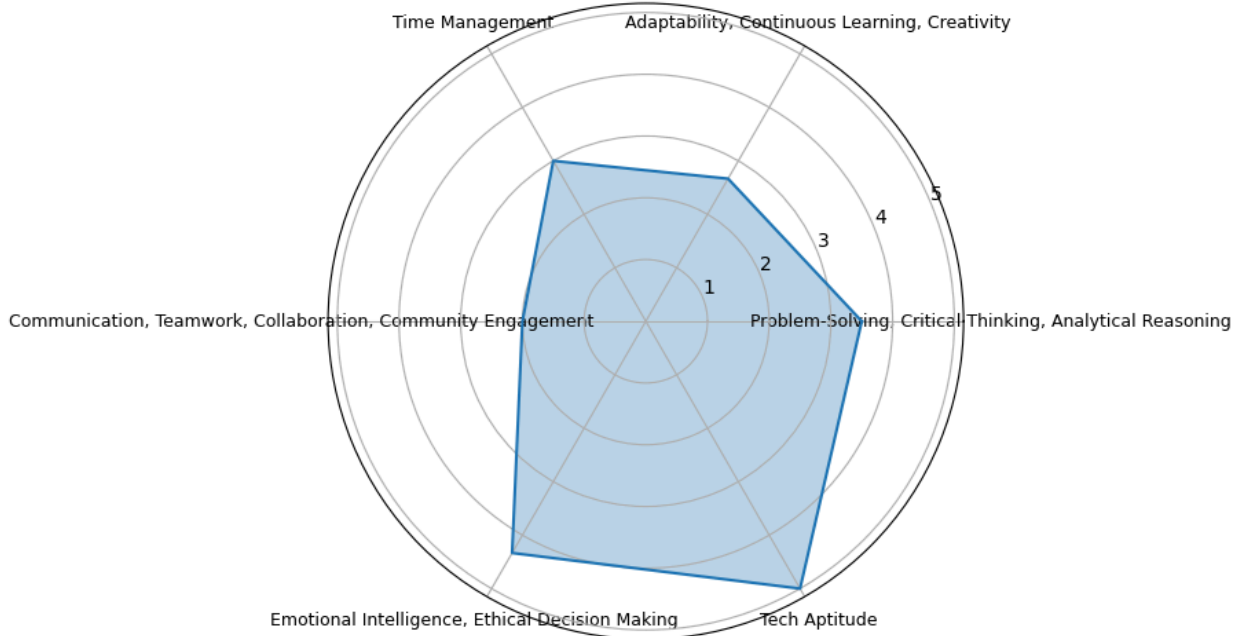 Time Management
Adaptability, Continuous Learning, Creativity
5
4
3
2
1
Communication, Teamwork, Collaboration, Community Engagement
Problem-Solving, Critical-Thinking, Analytical Reasoning
Emotional Intelligence, Ethical Decision Making
Tech Aptitude